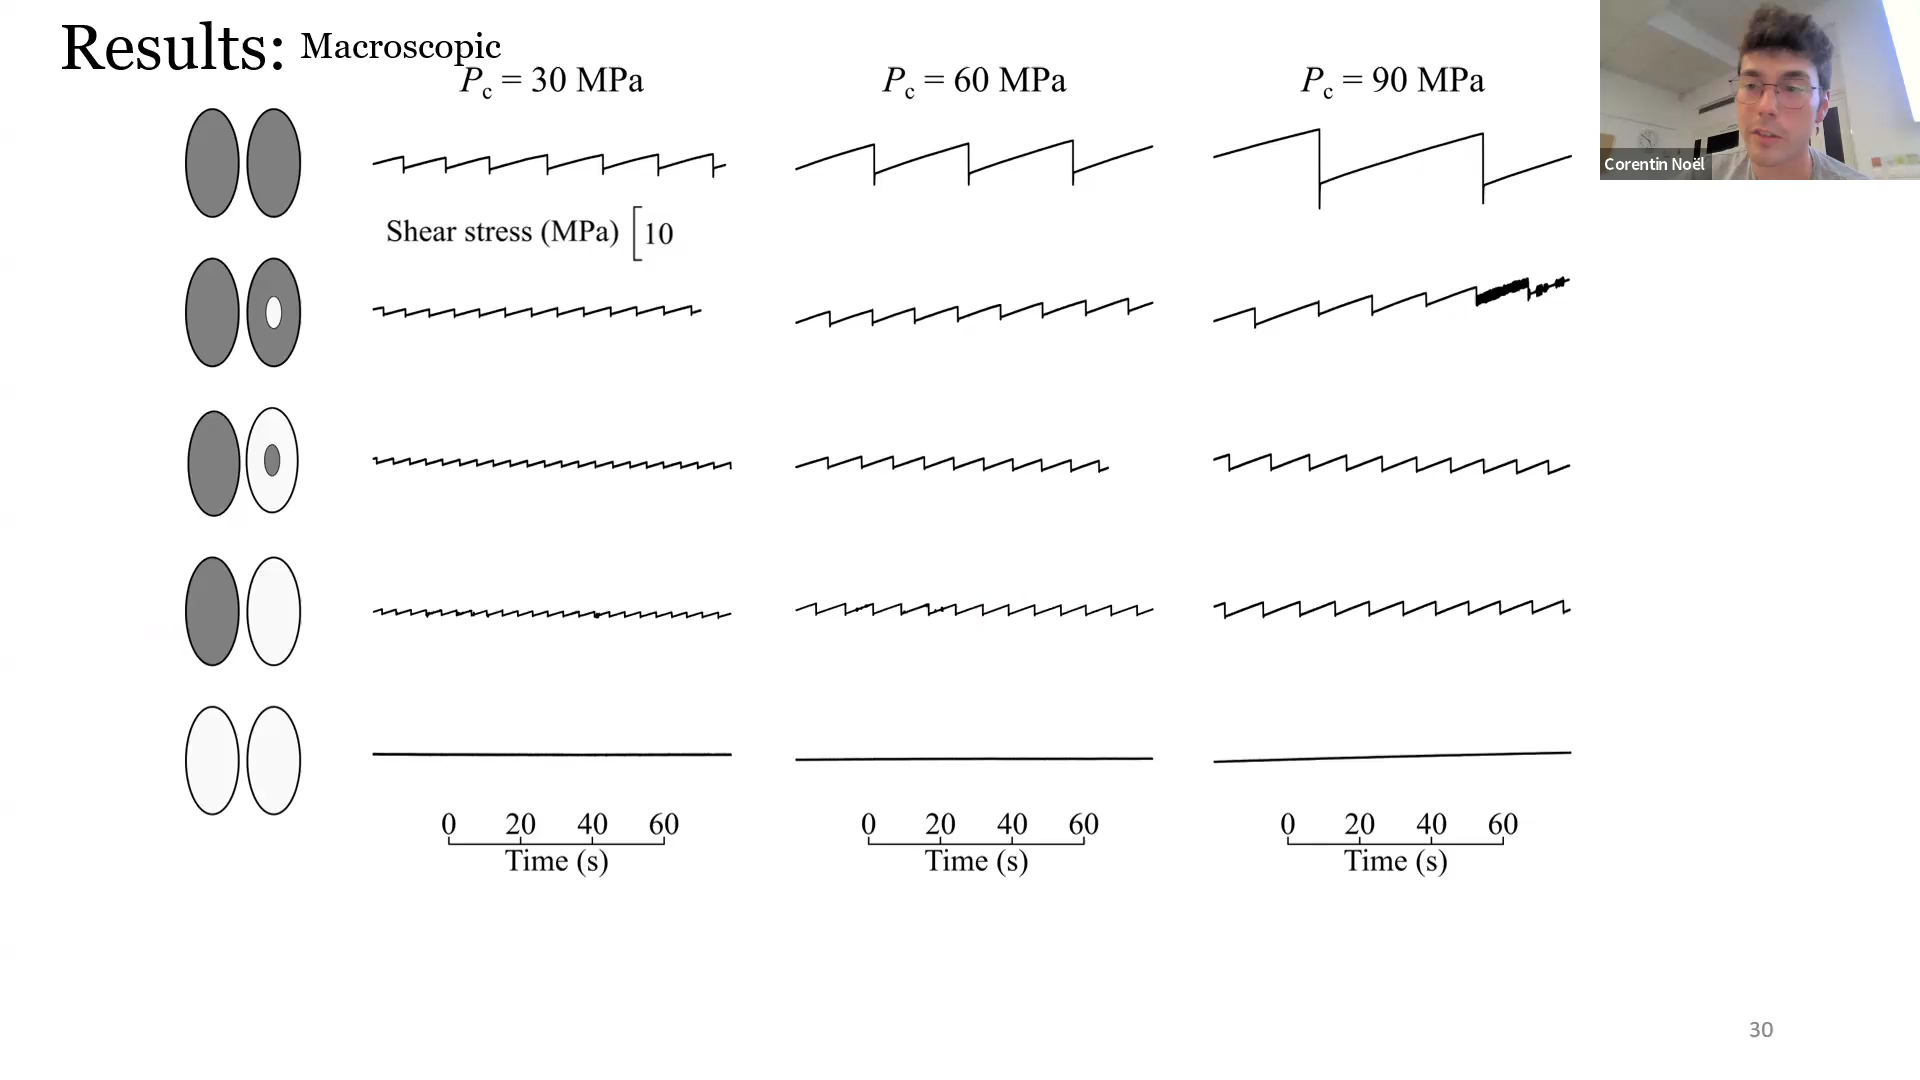 Results: Macroscopic
Pc = 30 MPa
Pc = 60 MPa
Pc = 90 MPa
Corentin Noël
Shear stress (MPa) 10
0 20 40 60
Time (s)
0 20 40 60
Time (s)
0 20 40 60
Time (s)
30